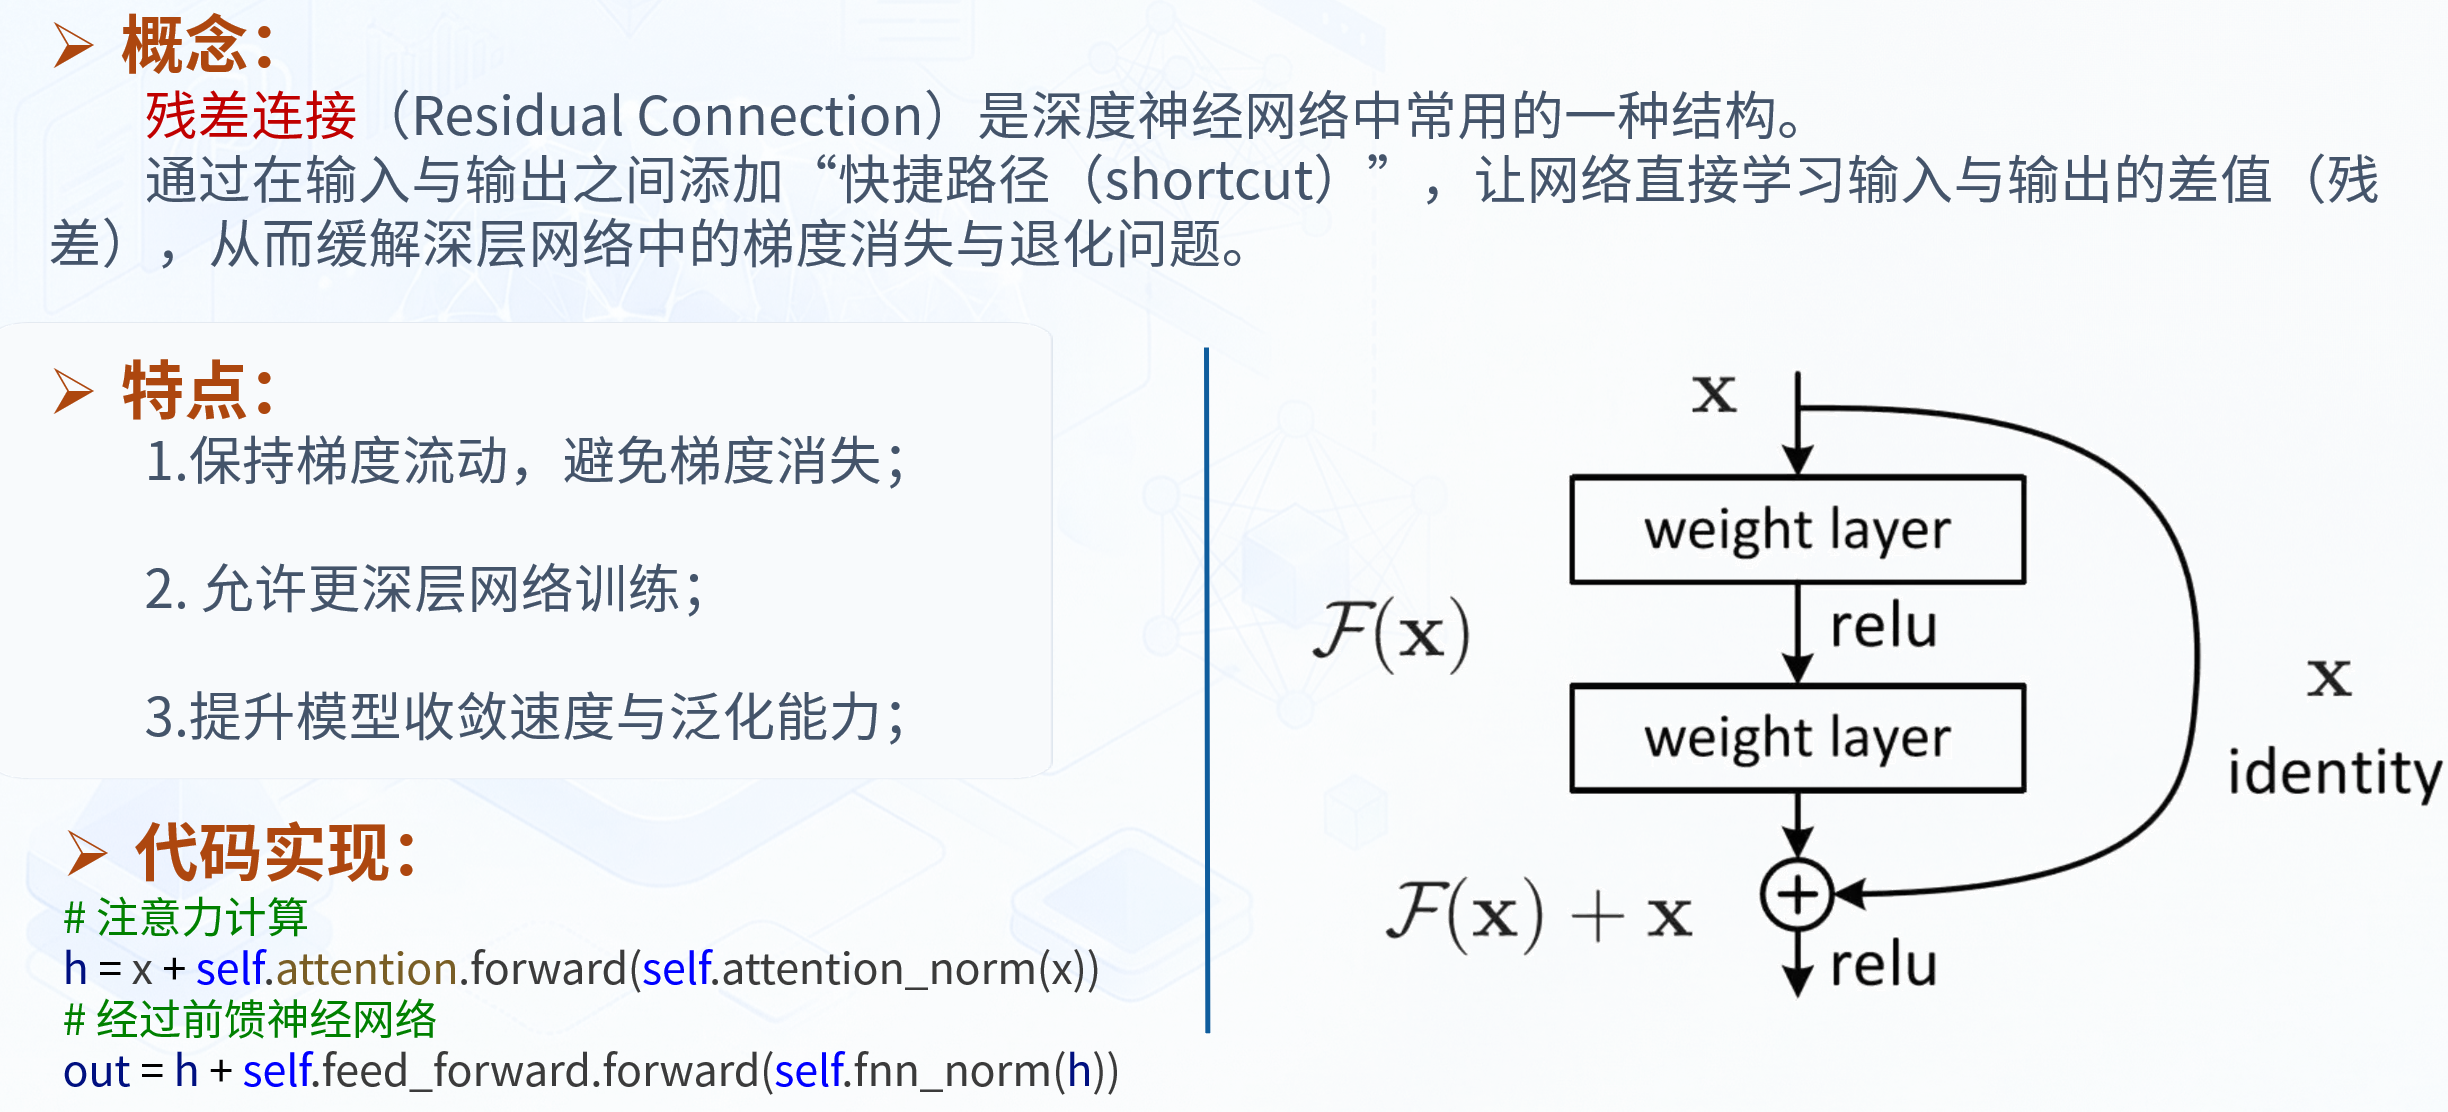 概念：
残差连接（Residual Connection）是深度神经网络中常用的一种结构。
通过在输入与输出之间添加“快捷路径（shortcut）”，让网络直接学习输入与输出的差值（残
差），从而缓解深层网络中的梯度消失与退化问题。
特点：
1.保持梯度流动，避免梯度消失；
2. 允许更深层网络训练；
3.提升模型收敛速度与泛化能力；
代码实现：
# 注意力计算
h = x + self.attention.forward(self.attention_norm(x))
# 经过前馈神经网络
out = h + self.feed_forward.forward(self.fnn_norm(h))
x
weight layer
relu
F(x)
weight layer
x
identity
F(x) + x
relu